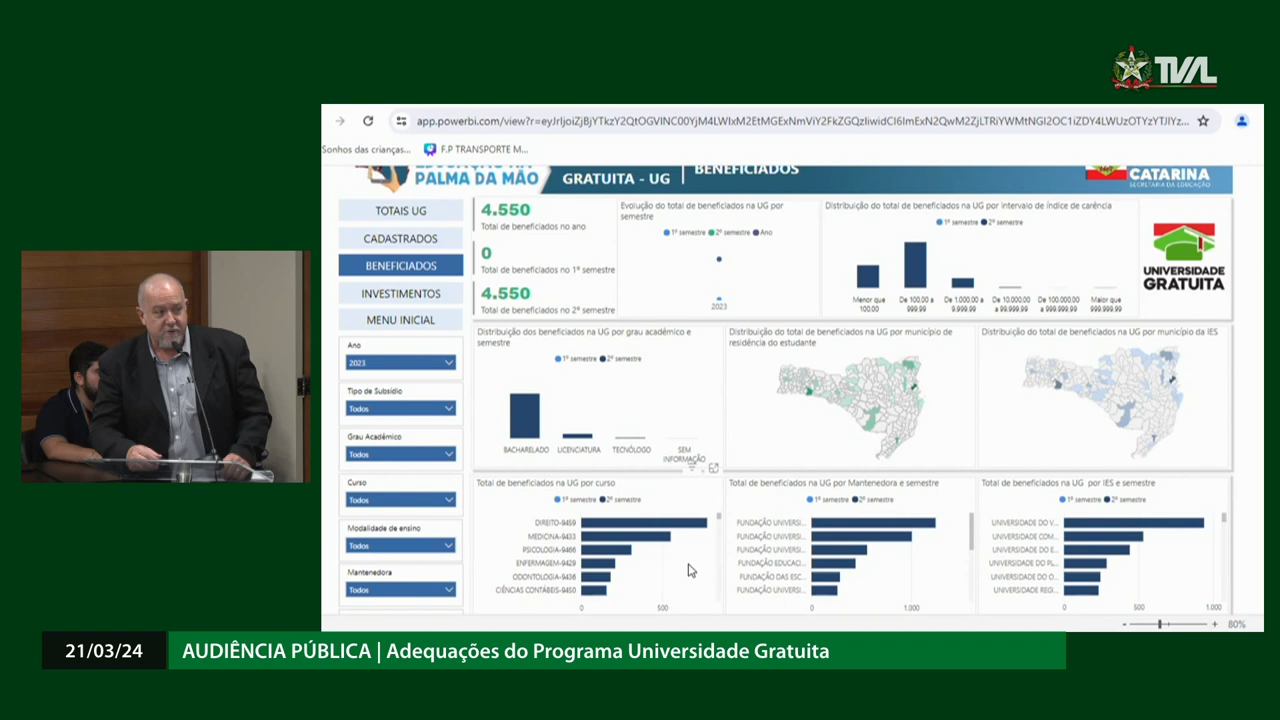 TVAL
Sonhos das crianças...
F.P TRANSPORTE M...
PALMA DA MÃO
GRATUITA - UG
BENEFICIADOS
CATARINA
SECRETARIA DA EDUCAÇÃO
TOTAIS UG
CADASTRADOS
BENEFICIADOS
INVESTIMENTOS
MENU INICIAL
Ano
2023
Tipo de Subsídio
Todos
Grau Acadêmico
Todos
Curso
Todos
Modalidade de ensino
Todos
Mantenedora
Todos
4.550
Total de beneficiados no ano
0
Total de beneficiados no 1º semestre
4.550
Total de beneficiados no 2º semestre
Evolução do total de beneficiados na UG por
semestre
1º semestre 2º semestre Ano
2023
Distribuição do total de beneficiados na UG por intervalo de índice de carência
1º semestre 2º semestre
Menor que
100,00
De 100,00 a
999,99
De 1.000,00 a
9.999,99
De 10.000,00
a 99.999,99
De 100.000,00
a 999.999,99
Maior que
999.999,99
UNIVERSIDADE
GRATUITA
Distribuição dos beneficiados na UG por grau acadêmico e
semestre
1º semestre 2º semestre
BACHARELADO
LICENCIATURA
TECNÓLOGO
SEM
INFORMAÇÃO
Distribuição do total de beneficiados na UG por município de
residência do estudante
Distribuição do total de beneficiados na UG por município da IES
Total de beneficiados na UG por curso
1º semestre 2º semestre
DIREITO-9459
MEDICINA-9433
PSICOLOGIA-9466
ENFERMAGEM-9429
ODONTOLOGIA-9436
CIÊNCIAS CONTÁBEIS-9450
0 500
Total de beneficiados na UG por Mantenedora e semestre
1º semestre 2º semestre
FUNDAÇÃO UNIVERSI...
FUNDAÇÃO UNIVERSI...
FUNDAÇÃO UNIVERSI...
FUNDAÇÃO EDUCACI...
FUNDAÇÃO DAS ESC...
FUNDAÇÃO UNIVERSI...
0 1.000
Total de beneficiados na UG por IES e semestre
1º semestre 2º semestre
UNIVERSIDADE DO V...
UNIVERSIDADE COM...
UNIVERSIDADE DO E...
UNIVERSIDADE DO PL...
UNIVERSIDADE DO O...
UNIVERSIDADE REGI...
0 500 1.000
- + 80%
21/03/24
AUDIÊNCIA PÚBLICA | Adequações do Programa Universidade Gratuita